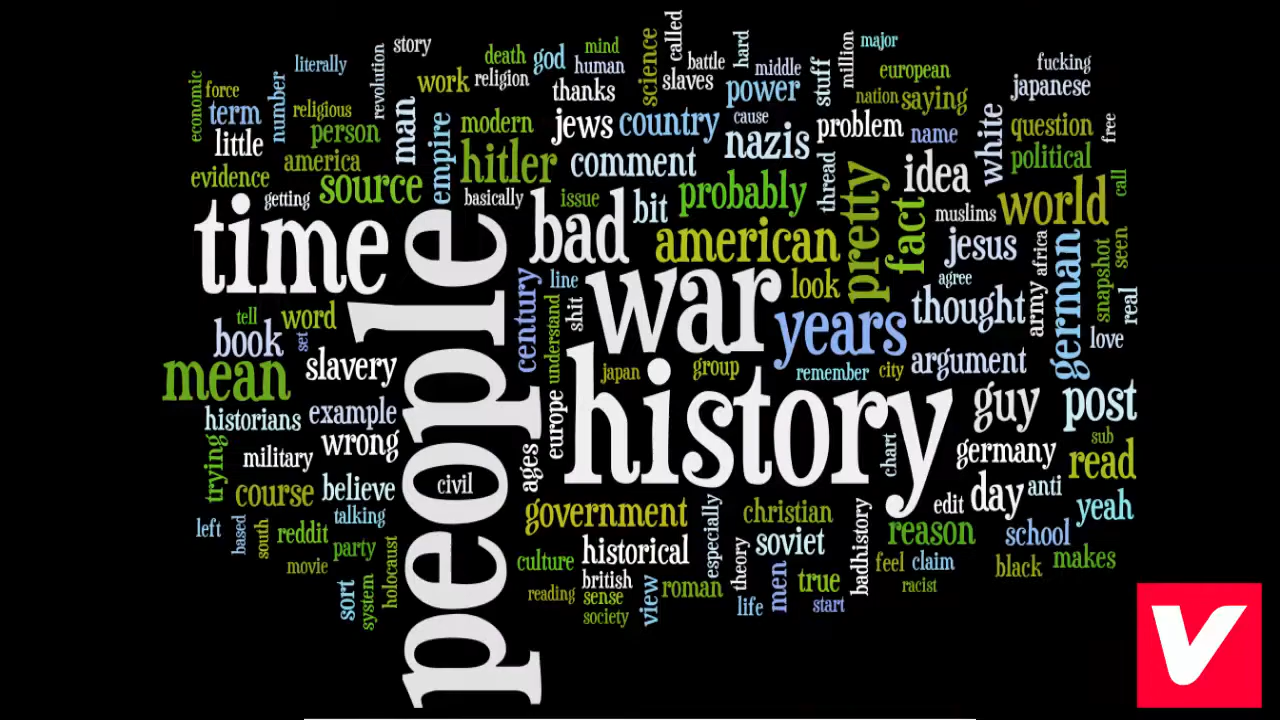 called
hard
million
major
mind
story
death
god
human
science
battle
middle
stuff
european
fucking
japanese
literally
revolution
work
religion
thanks
slaves
power
nation
saying
economic
force
number
religious
man
term
little
person
empire
modern
jews
country
cause
nazis
problem
name
white
question
free
political
america
hitler
comment
thread
pretty
idea
evidence
source
getting
basically
issue
bit
probably
muslims
world
call
time
people
bad
american
fact
jesus
africa
german
snapshot
seen
century
line
war
look
agree
tell
word
understand
shit
years
thought
army
real
book
set
love
mean
slavery
japan
group
remember
city
argument
historians
example
europe
history
guy
post
wrong
chart
sub
trying
military
ages
germany
read
course
believe
civil
edit
day
anti
yeah
left
based
south
reddit
talking
government
especially
christian
badhistory
reason
school
party
culture
historical
theory
soviet
feel
claim
black
makes
movie
sort
system
holocaust
reading
british
sense
society
view
roman
life
men
true
start
racist
V